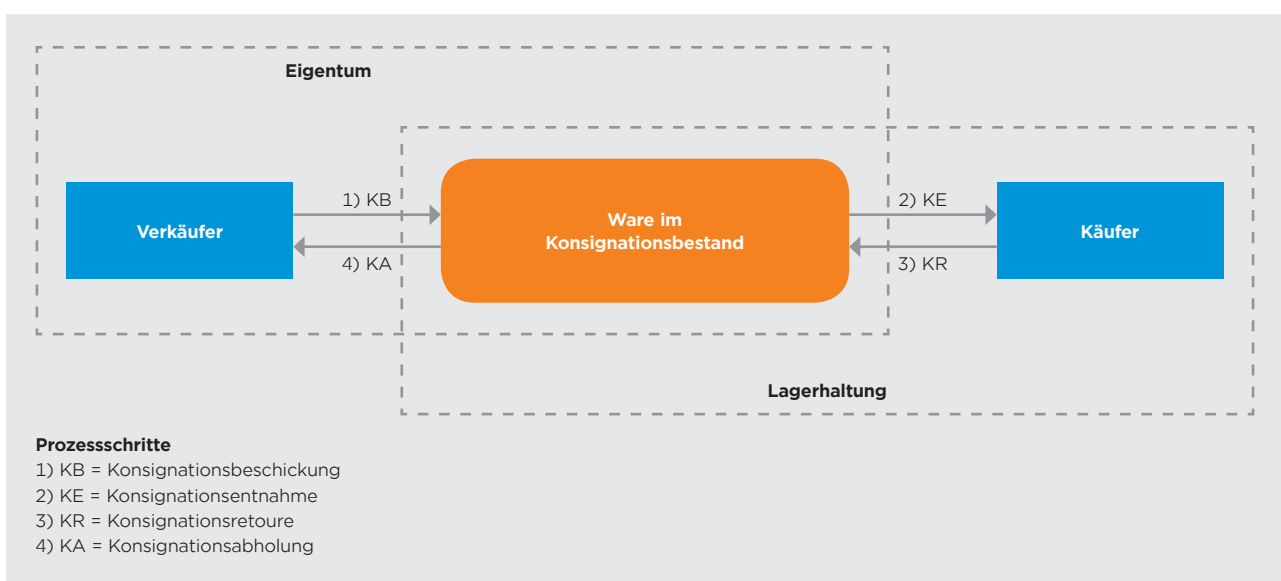 Eigentum
1) KB
2) KE
Verkäufer
Ware im
Konsignationsbestand
Käufer
4) KA
3) KR
Lagerhaltung
Prozessschritte
1) KB = Konsignationsbeschickung
2) KE = Konsignationsentnahme
3) KR = Konsignationsretoure
4) KA = Konsignationsabholung